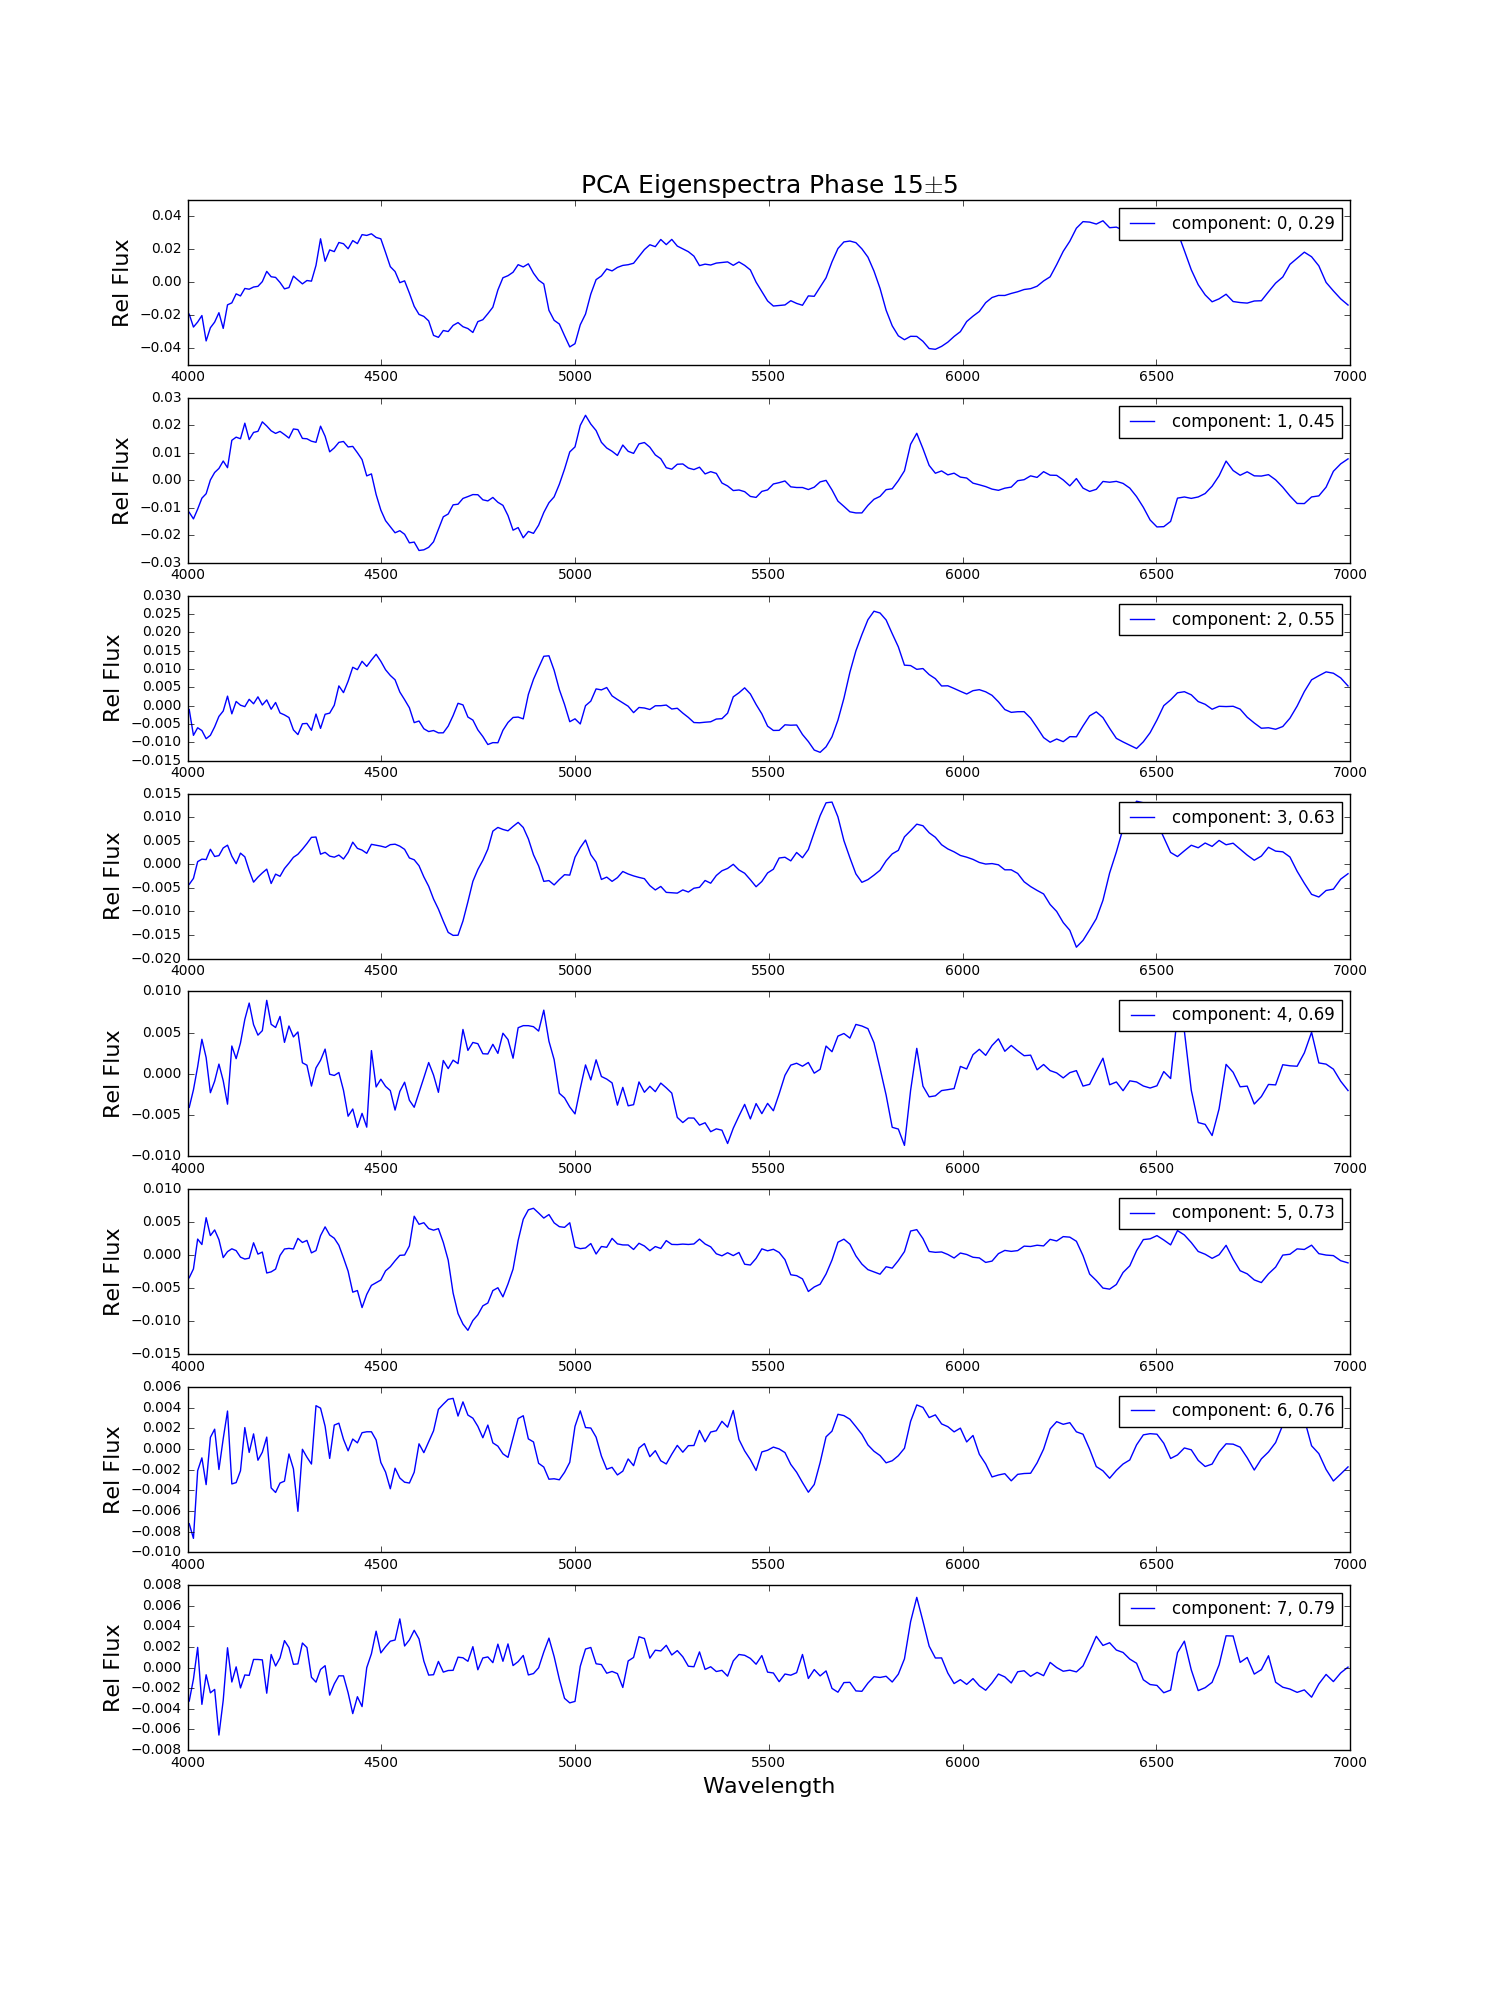 PCA Eigenspectra Phase 15±5
Rel Flux
0.04
0.02
0.00
−0.02
−0.04
component: 0, 0.29
4000 4500 5000 5500 6000 6500 7000
Rel Flux
0.03
0.02
0.01
0.00
−0.01
−0.02
−0.03
component: 1, 0.45
4000 4500 5000 5500 6000 6500 7000
Rel Flux
0.030
0.025
0.020
0.015
0.010
0.005
0.000
−0.005
−0.010
−0.015
component: 2, 0.55
4000 4500 5000 5500 6000 6500 7000
Rel Flux
0.015
0.010
0.005
0.000
−0.005
−0.010
−0.015
−0.020
component: 3, 0.63
4000 4500 5000 5500 6000 6500 7000
Rel Flux
0.010
0.005
0.000
−0.005
−0.010
component: 4, 0.69
4000 4500 5000 5500 6000 6500 7000
Rel Flux
0.010
0.005
0.000
−0.005
−0.010
−0.015
component: 5, 0.73
4000 4500 5000 5500 6000 6500 7000
Rel Flux
0.006
0.004
0.002
0.000
−0.002
−0.004
−0.006
−0.008
−0.010
component: 6, 0.76
4000 4500 5000 5500 6000 6500 7000
Rel Flux
0.008
0.006
0.004
0.002
0.000
−0.002
−0.004
−0.006
−0.008
component: 7, 0.79
4000 4500 5000 5500 6000 6500 7000
Wavelength